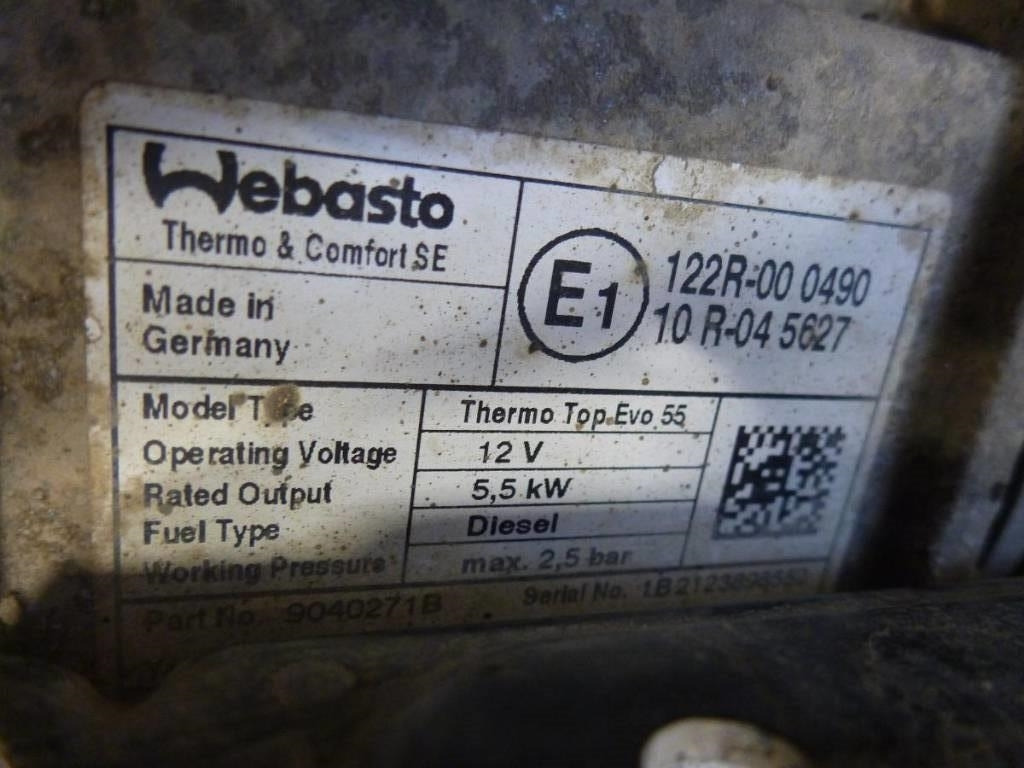 Webasto
Thermo & Comfort SE
Made in
Germany
E1
122R-00 0490
10 R-04 5627
Model Thermo Top Evo 55
Operating Voltage 12 V
Rated Output 5,5 kW
Fuel Type Diesel
Working Pressure max. 2,5 bar
Part No. 9040271B Serial No.